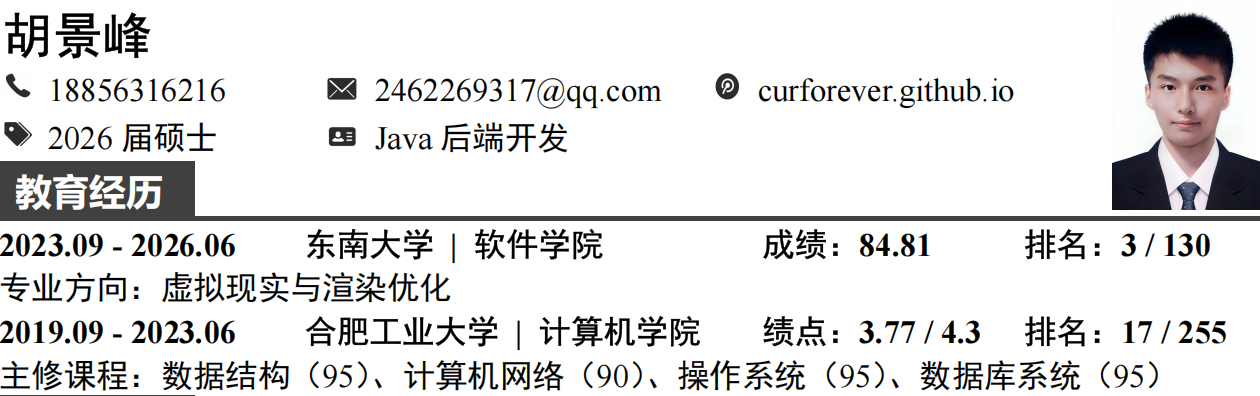 胡景峰
18856316216 2462269317@qq.com curforever.github.io
2026 届硕士 Java 后端开发
教育经历
2023.09 - 2026.06 东南大学 | 软件学院 成绩：84.81 排名：3 / 130
专业方向：虚拟现实与渲染优化
2019.09 - 2023.06 合肥工业大学 | 计算机学院 绩点：3.77 / 4.3 排名：17 / 255
主修课程：数据结构（95）、计算机网络（90）、操作系统（95）、数据库系统（95）